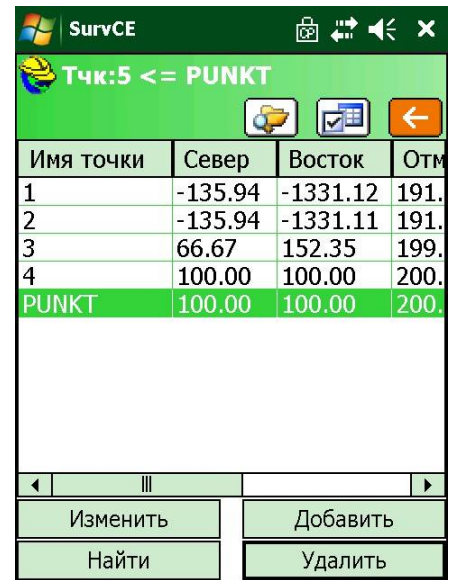 SurvCE
Тчк:5 <= PUNKT
Имя точки Север Восток Отм
1 -135.94 -1331.12 191.
2 -135.94 -1331.11 191.
3 66.67 152.35 199.
4 100.00 100.00 200.
PUNKT 100.00 100.00 200.
Изменить Добавить
Найти Удалить